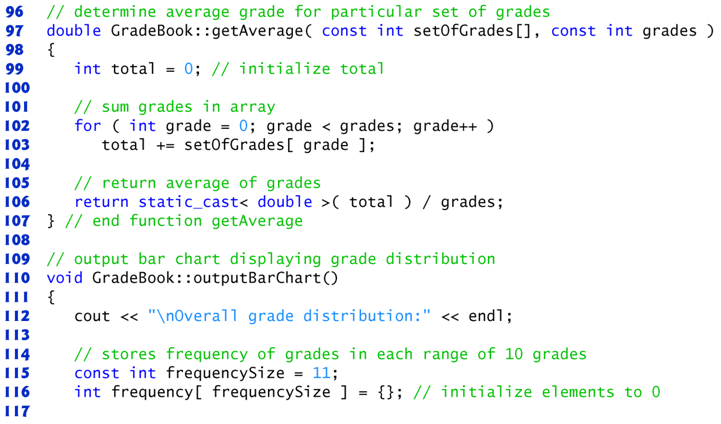 96 // determine average grade for particular set of grades
97 double GradeBook::getAverage( const int setOfGrades[], const int grades )
98 {
99    int total = 0; // initialize total
100
101    // sum grades in array
102    for ( int grade = 0; grade < grades; grade++ )
103       total += setOfGrades[ grade ];
104
105    // return average of grades
106    return static_cast< double >( total ) / grades;
107 } // end function getAverage
108
109 // output bar chart displaying grade distribution
110 void GradeBook::outputBarChart()
111 {
112    cout << "\nOverall grade distribution:" << endl;
113
114    // stores frequency of grades in each range of 10 grades
115    const int frequencySize = 11;
116    int frequency[ frequencySize ] = {}; // initialize elements to 0
117